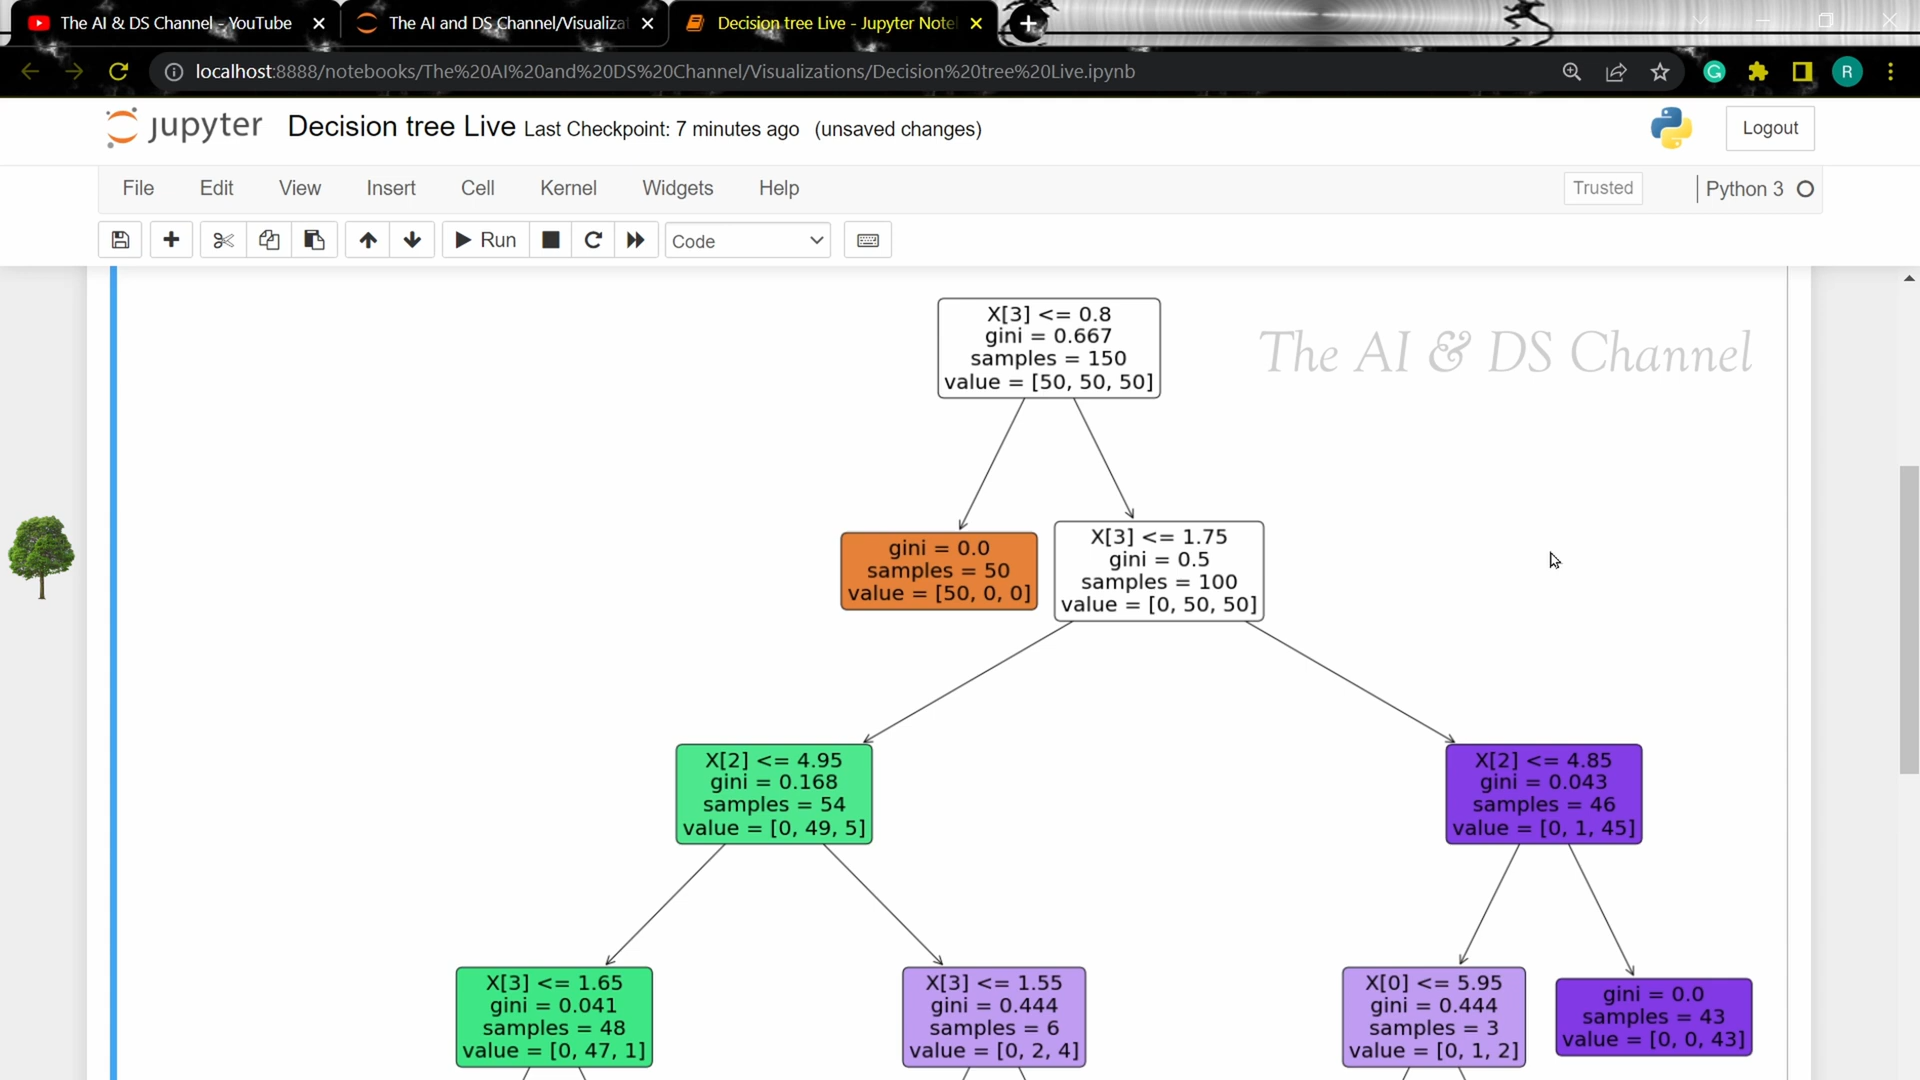 The AI & DS Channel - YouTube
The AI and DS Channel/Visualiza
Decision tree Live - Jupyter Note
localhost:8888/notebooks/The%20AI%20and%20DS%20Channel/Visualizations/Decision%20tree%20Live.ipynb
R
jupyter Decision tree Live Last Checkpoint: 7 minutes ago (unsaved changes)
Logout
File Edit View Insert Cell Kernel Widgets Help
Trusted
Python 3
Run
Code
X[3] <= 0.8
gini = 0.667
samples = 150
value = [50, 50, 50]
The AI & DS Channel
gini = 0.0
samples = 50
value = [50, 0, 0]
X[3] <= 1.75
gini = 0.5
samples = 100
value = [0, 50, 50]
X[2] <= 4.95
gini = 0.168
samples = 54
value = [0, 49, 5]
X[2] <= 4.85
gini = 0.043
samples = 46
value = [0, 1, 45]
X[3] <= 1.65
gini = 0.041
samples = 48
value = [0, 47, 1]
X[3] <= 1.55
gini = 0.444
samples = 6
value = [0, 2, 4]
X[0] <= 5.95
gini = 0.444
samples = 3
value = [0, 1, 2]
gini = 0.0
samples = 43
value = [0, 0, 43]